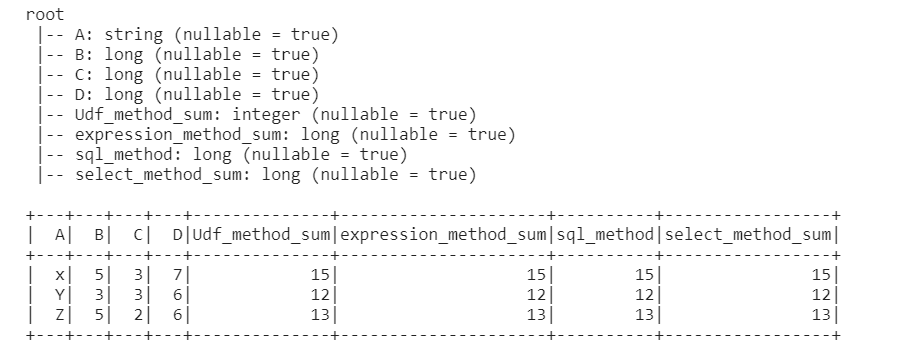 root
 |-- A: string (nullable = true)
 |-- B: long (nullable = true)
 |-- C: long (nullable = true)
 |-- D: long (nullable = true)
 |-- Udf_method_sum: integer (nullable = true)
 |-- expression_method_sum: long (nullable = true)
 |-- sql_method: long (nullable = true)
 |-- select_method_sum: long (nullable = true)
+---+---+---+---+--------------+---------------------+----------+-----------------+
|  A|  B|  C|  D|Udf_method_sum|expression_method_sum|sql_method|select_method_sum|
+---+---+---+---+--------------+---------------------+----------+-----------------+
|  x|  5|  3|  7|            15|                   15|        15|               15|
|  Y|  3|  3|  6|            12|                   12|        12|               12|
|  Z|  5|  2|  6|            13|                   13|        13|               13|
+---+---+---+---+--------------+---------------------+----------+-----------------+